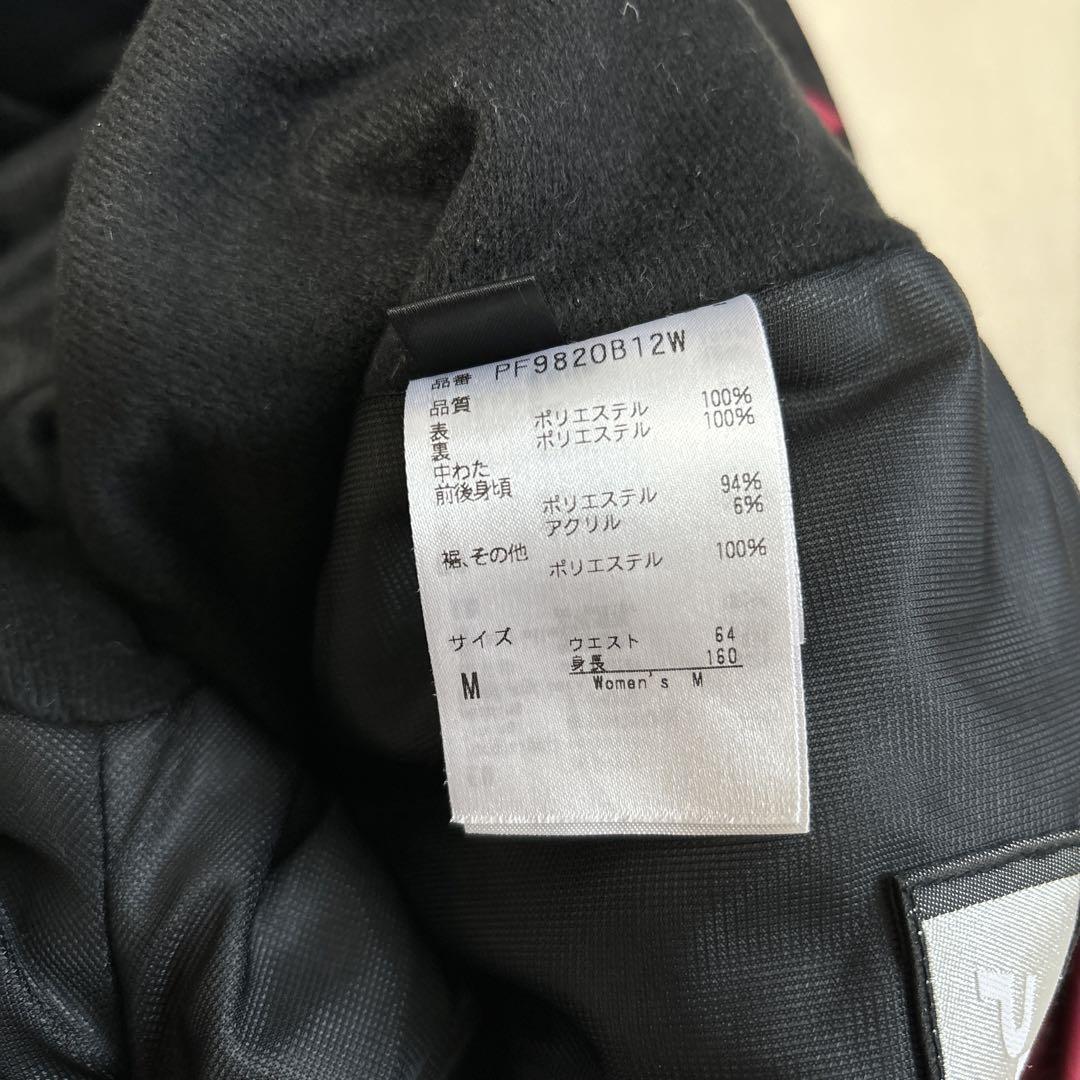 品番 PF9820B12W
品質
表 ポリエステル 100%
裏 ポリエステル 100%
中わた
前後身頃 ポリエステル 94%
アクリル 6%
裾、その他 ポリエステル 100%
サイズ ウエスト 64
M 身長 160
Women's M